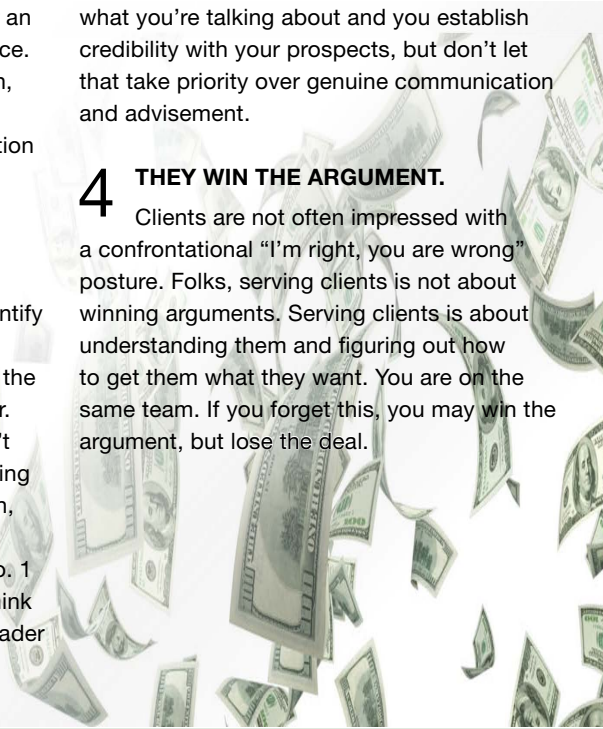 an
ce.
n,
tion
ntify
the
r.
't
ing
n,
o. 1
ink
ader
what you're talking about and you establish
credibility with your prospects, but don't let
that take priority over genuine communication
and advisement.
4 THEY WIN THE ARGUMENT.
Clients are not often impressed with
a confrontational “I'm right, you are wrong”
posture. Folks, serving clients is not about
winning arguments. Serving clients is about
understanding them and figuring out how
to get them what they want. You are on the
same team. If you forget this, you may win the
argument, but lose the deal.